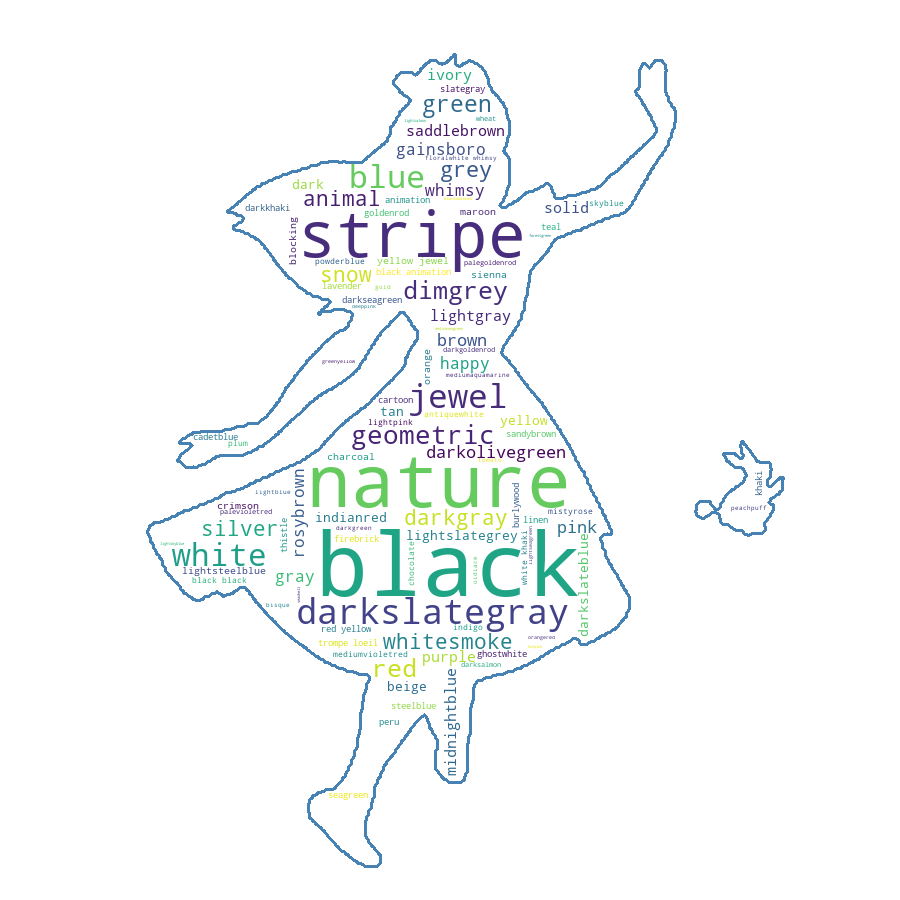 ivory
slategray
green
wheat
saddlebrown
gainsboro
floralwhite whimsy
grey
blue
dark
whimsy
animal
animation
darkkhaki
goldenrod
maroon
solid
skyblue
blocking
stripe
teal
forestgreen
powderblue
yellow jewel
palegoldenrod
snow
black animation
sienna
lavender
gold
dimgrey
darkseagreen
deeppink
lightgray
brown
darkgoldenrod
greenyellow
orange
happy
mediumaquamarine
jewel
cartoon
tan
antiquewhite
lightpink
yellow
geometric
sandybrown
cadetblue
plum
darkolivegreen
charcoal
khaki
peachpuff
nature
lightblue
rosybrown
burlywood
crimson
palevioletred
mistyrose
indianred
darkgray
linen
pink
silver
thistle
darkgreen
lightslategrey
white khaki
lightseagreen
firebrick
white
black
chocolate
oldlace
darkslateblue
lightsteelblue
black black
gray
bisque
darkslategray
red yellow
indigo
orangered
trompe loeil
whitesmoke
mediumvioletred
purple
ghostwhite
red
darksalmon
beige
midnightblue
steelblue
peru
seagreen